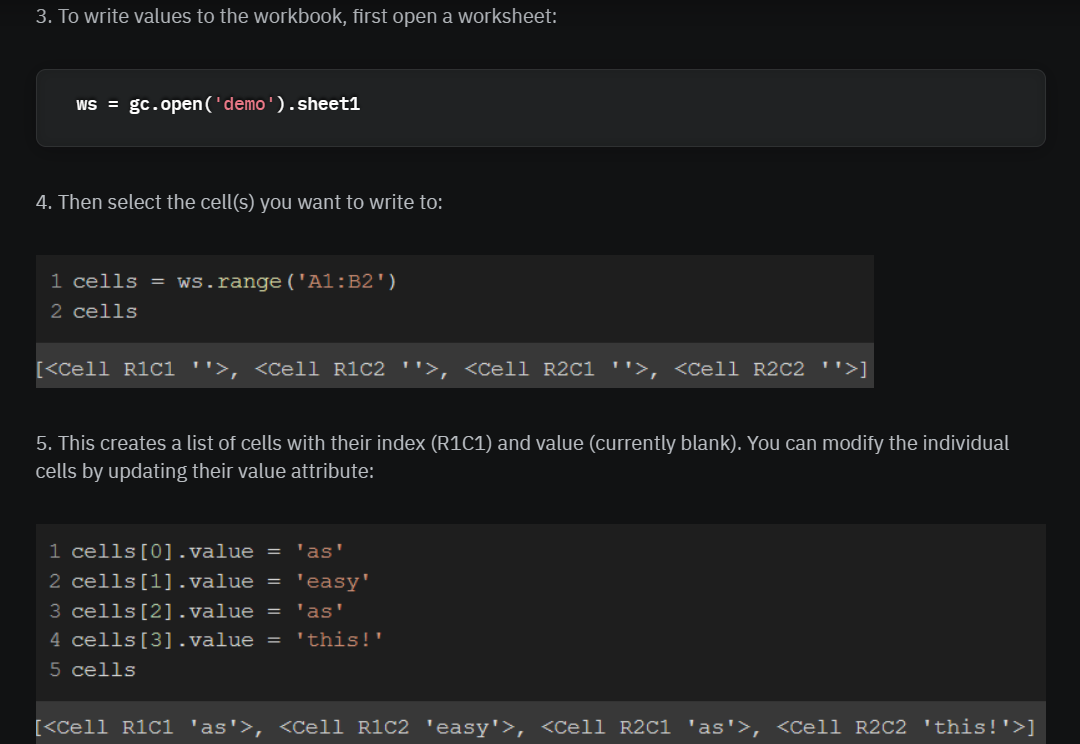 3. To write values to the workbook, first open a worksheet:
ws = gc.open('demo').sheet1
4. Then select the cell(s) you want to write to:
1 cells = ws.range('A1:B2')
2 cells
[<Cell R1C1 ''>, <Cell R1C2 ''>, <Cell R2C1 ''>, <Cell R2C2 ''>]
5. This creates a list of cells with their index (R1C1) and value (currently blank). You can modify the individual
cells by updating their value attribute:
1 cells[0].value = 'as'
2 cells[1].value = 'easy'
3 cells[2].value = 'as'
4 cells[3].value = 'this!'
5 cells
[<Cell R1C1 'as'>, <Cell R1C2 'easy'>, <Cell R2C1 'as'>, <Cell R2C2 'this!'>]